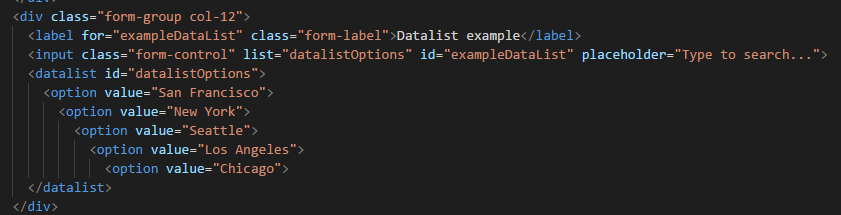 </div>
<div class="form-group col-12">
<label for="exampleDataList" class="form-label">Datalist example</label>
<input class="form-control" list="datalistOptions" id="exampleDataList" placeholder="Type to search...">
<datalist id="datalistOptions">
<option value="San Francisco">
<option value="New York">
<option value="Seattle">
<option value="Los Angeles">
<option value="Chicago">
</datalist>
</div>